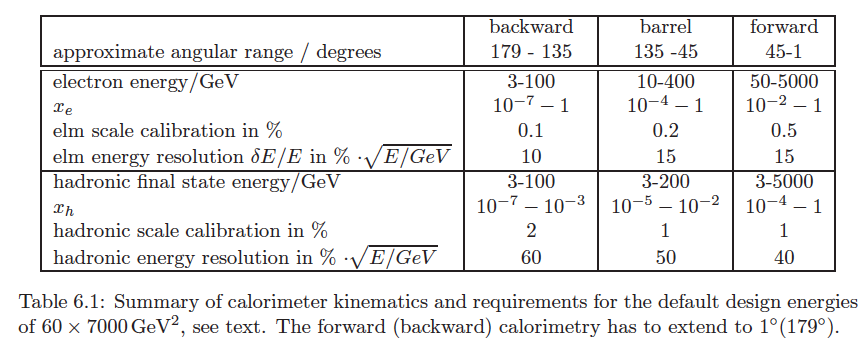 backward barrel forward
approximate angular range / degrees 179 - 135 135 -45 45-1
electron energy/GeV 3-100 10-400 50-5000
xₑ 10⁻⁷ − 1 10⁻⁴ − 1 10⁻² − 1
elm scale calibration in % 0.1 0.2 0.5
elm energy resolution δE/E in % ·√E/GeV 10 15 15
hadronic final state energy/GeV 3-100 3-200 3-5000
xₕ 10⁻⁷ − 10⁻³ 10⁻⁵ − 10⁻² 10⁻⁴ − 1
hadronic scale calibration in % 2 1 1
hadronic energy resolution in % ·√E/GeV 60 50 40
Table 6.1: Summary of calorimeter kinematics and requirements for the default design energies
of 60 × 7000 GeV², see text. The forward (backward) calorimetry has to extend to 1°(179°).